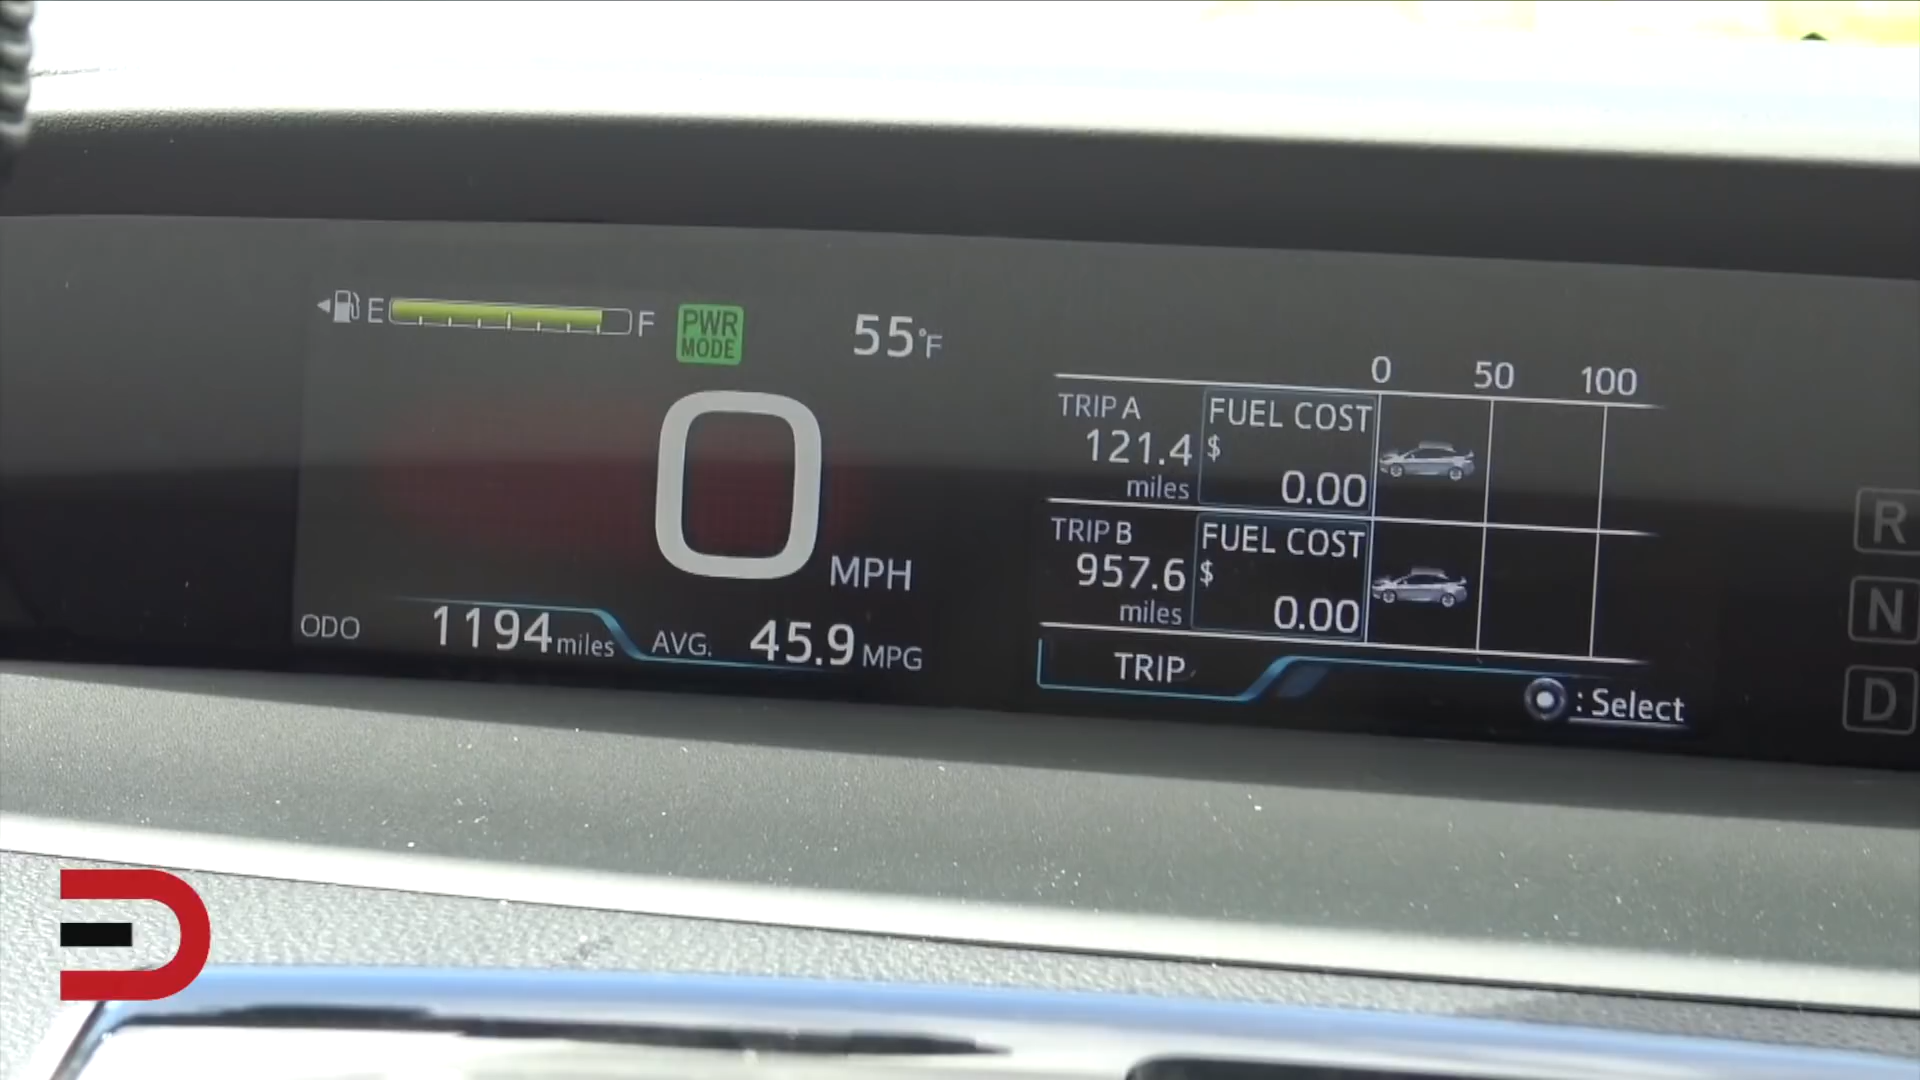 E F
PWR
MODE
55°F
0 MPH
ODO 1194 miles AVG. 45.9 MPG
0 50 100
TRIP A FUEL COST
121.4 $
miles 0.00
TRIP B FUEL COST
957.6 $
miles 0.00
TRIP
: Select
R
N
D